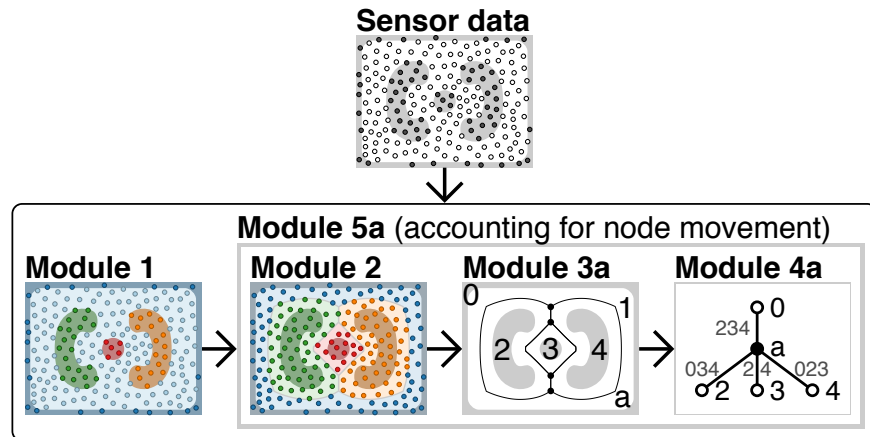 Sensor data
Module 5a (accounting for node movement)
Module 1
Module 2
Module 3a
Module 4a
0
1
2
3
4
a
0
234
a
034
023
2
3
4